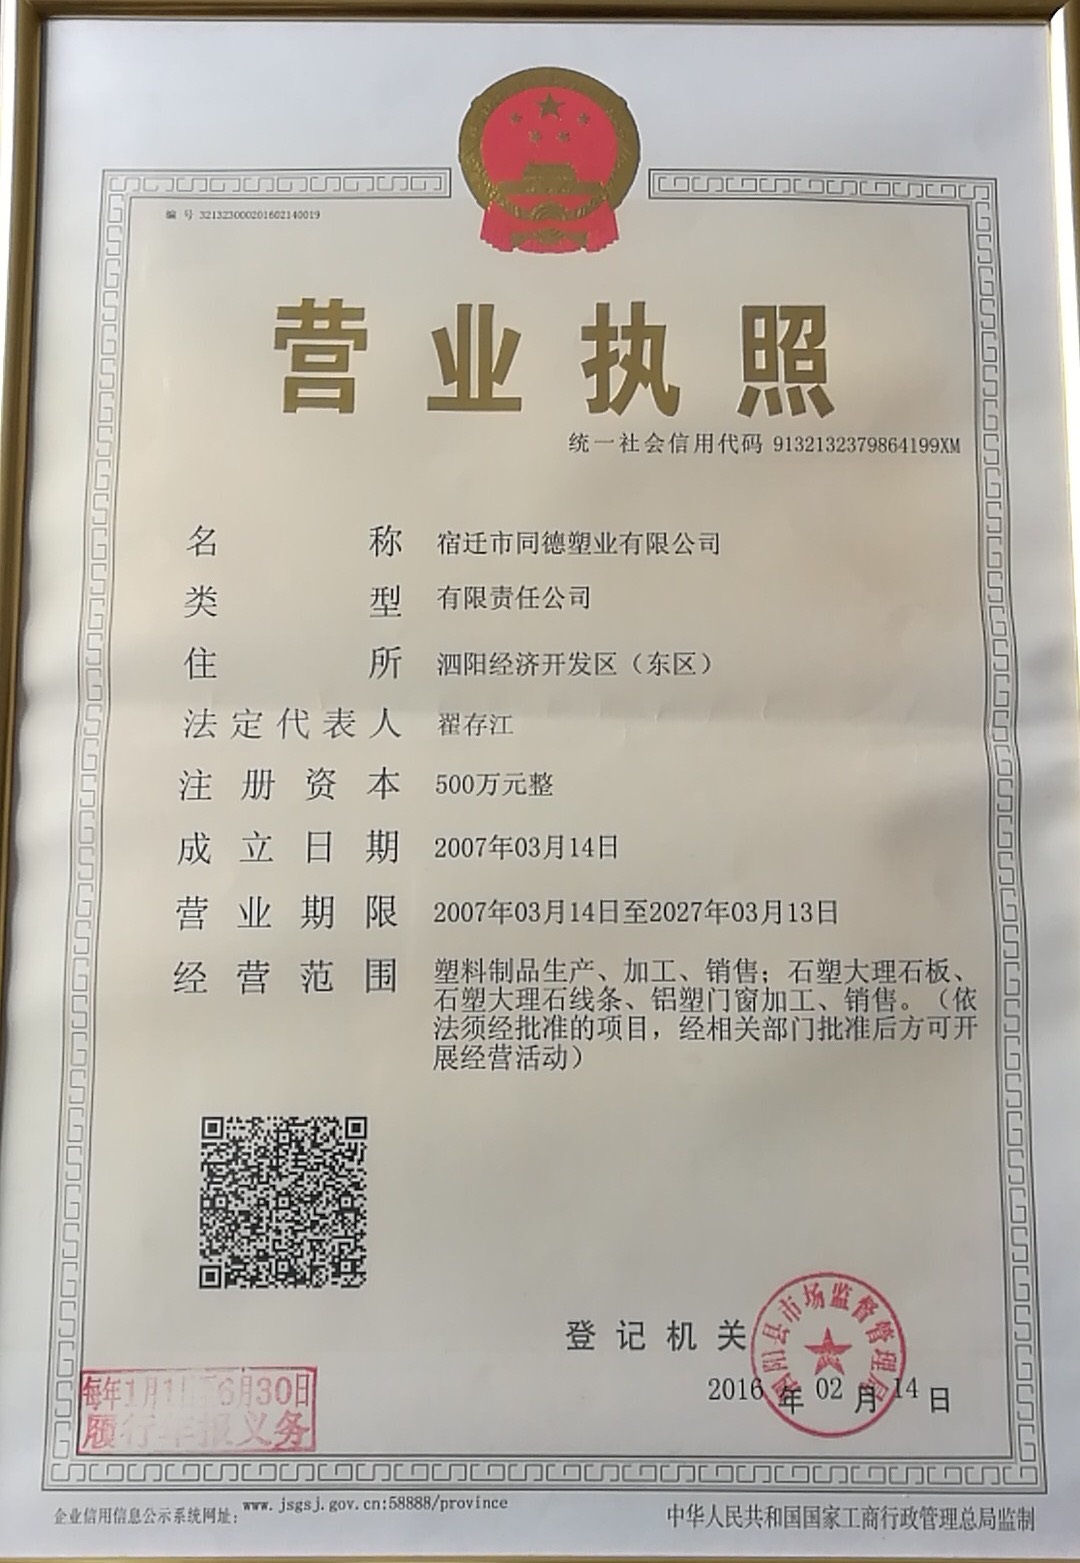 编 号 321323000201602140019
营业执照
统一社会信用代码 9132132379864199XM
名称 宿迁市同德塑业有限公司
类型 有限责任公司
住所 泗阳经济开发区（东区）
法定代表人 翟存江
注册资本 500万元整
成立日期 2007年03月14日
营业期限 2007年03月14日至2027年03月13日
经营范围 塑料制品生产、加工、销售；石塑大理石板、
石塑大理石线条、铝塑门窗加工、销售。（依
法须经批准的项目，经相关部门批准后方可开
展经营活动）
登记机关
泗阳县市场监督管理局
2016 年 02 月 14 日
每年1月1日至6月30日
履行年报义务
企业信用信息公示系统网址：www.jsgsj.gov.cn:58888/province
中华人民共和国国家工商行政管理总局监制